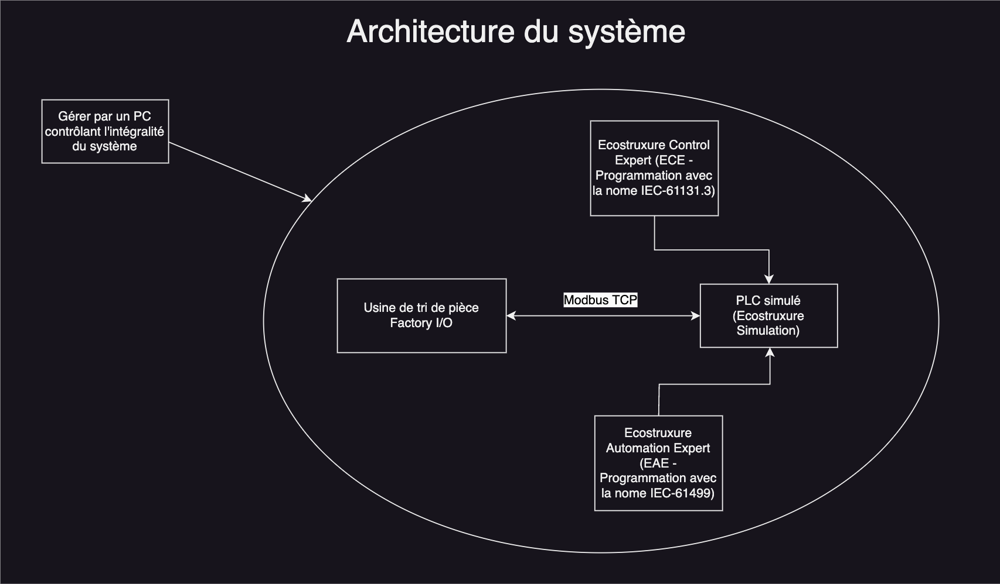 Architecture du système
Gérer par un PC
contrôlant l'intégralité
du système
Ecostruxure Control
Expert (ECE -
Programmation avec
la nome IEC-61131.3)
Usine de tri de pièce
Factory I/O
Modbus TCP
PLC simulé
(Ecostruxure
Simulation)
Ecostruxure
Automation Expert
(EAE -
Programmation avec
la nome IEC-61499)